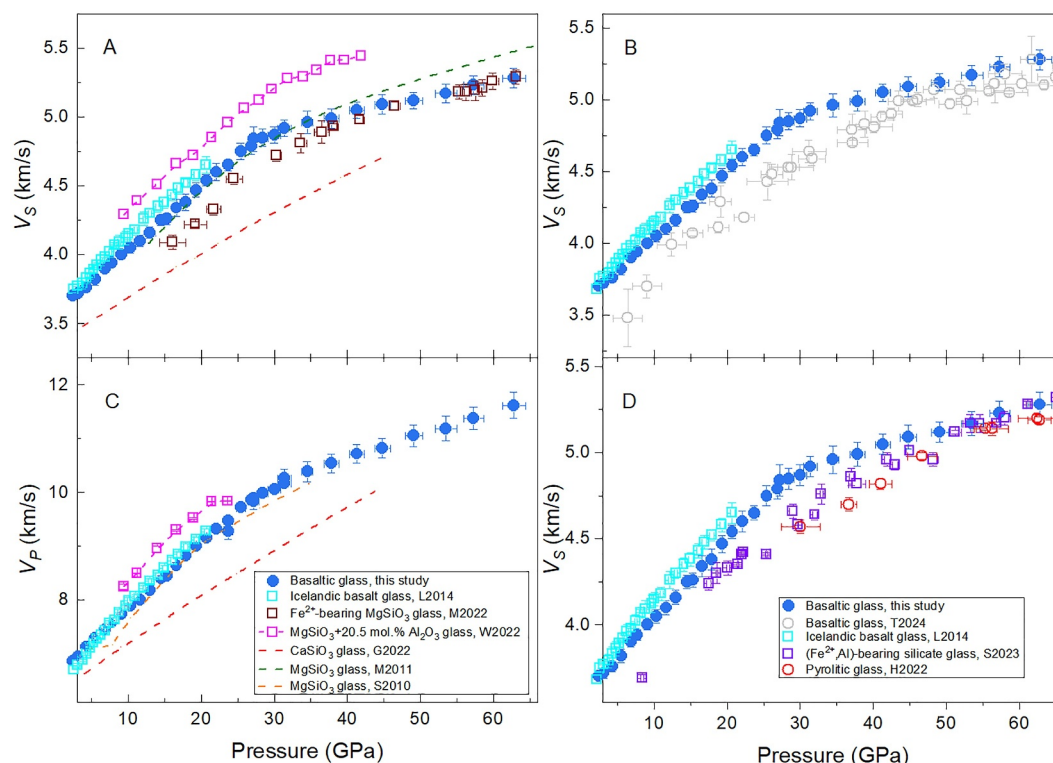 A
B
5.5
5.0
4.5
4.0
3.5
V_S (km/s)
5.5
5.0
4.5
4.0
3.5
V_S (km/s)
C
D
12
10
8
V_P (km/s)
5.5
5.0
4.5
4.0
V_S (km/s)
Basaltic glass, this study
Icelandic basalt glass, L2014
Fe²⁺-bearing MgSiO₃ glass, M2022
MgSiO₃+20.5 mol.% Al₂O₃ glass, W2022
CaSiO₃ glass, G2022
MgSiO₃ glass, M2011
MgSiO₃ glass, S2010
Basaltic glass, this study
Basaltic glass, T2024
Icelandic basalt glass, L2014
(Fe²⁺,Al)-bearing silicate glass, S2023
Pyrolitic glass, H2022
10 20 30 40 50 60
10 20 30 40 50 60
Pressure (GPa)
Pressure (GPa)